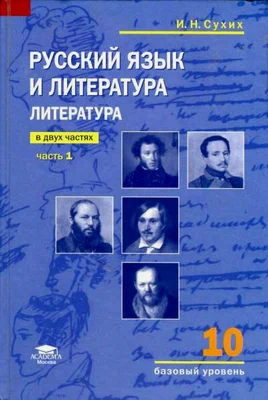 И. Н. Сухих
РУССКИЙ ЯЗЫК
И ЛИТЕРАТУРА
ЛИТЕРАТУРА
в двух частях
часть 1
10
базовый уровень
ACADEMA
Москва